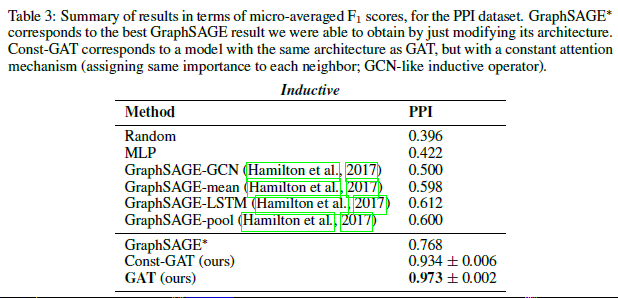 Table 3: Summary of results in terms of micro-averaged F₁ scores, for the PPI dataset. GraphSAGE*
corresponds to the best GraphSAGE result we were able to obtain by just modifying its architecture.
Const-GAT corresponds to a model with the same architecture as GAT, but with a constant attention
mechanism (assigning same importance to each neighbor; GCN-like inductive operator).
Inductive
Method PPI
Random 0.396
MLP 0.422
GraphSAGE-GCN (Hamilton et al., 2017) 0.500
GraphSAGE-mean (Hamilton et al., 2017) 0.598
GraphSAGE-LSTM (Hamilton et al., 2017) 0.612
GraphSAGE-pool (Hamilton et al., 2017) 0.600
GraphSAGE* 0.768
Const-GAT (ours) 0.934 ± 0.006
GAT (ours) 0.973 ± 0.002